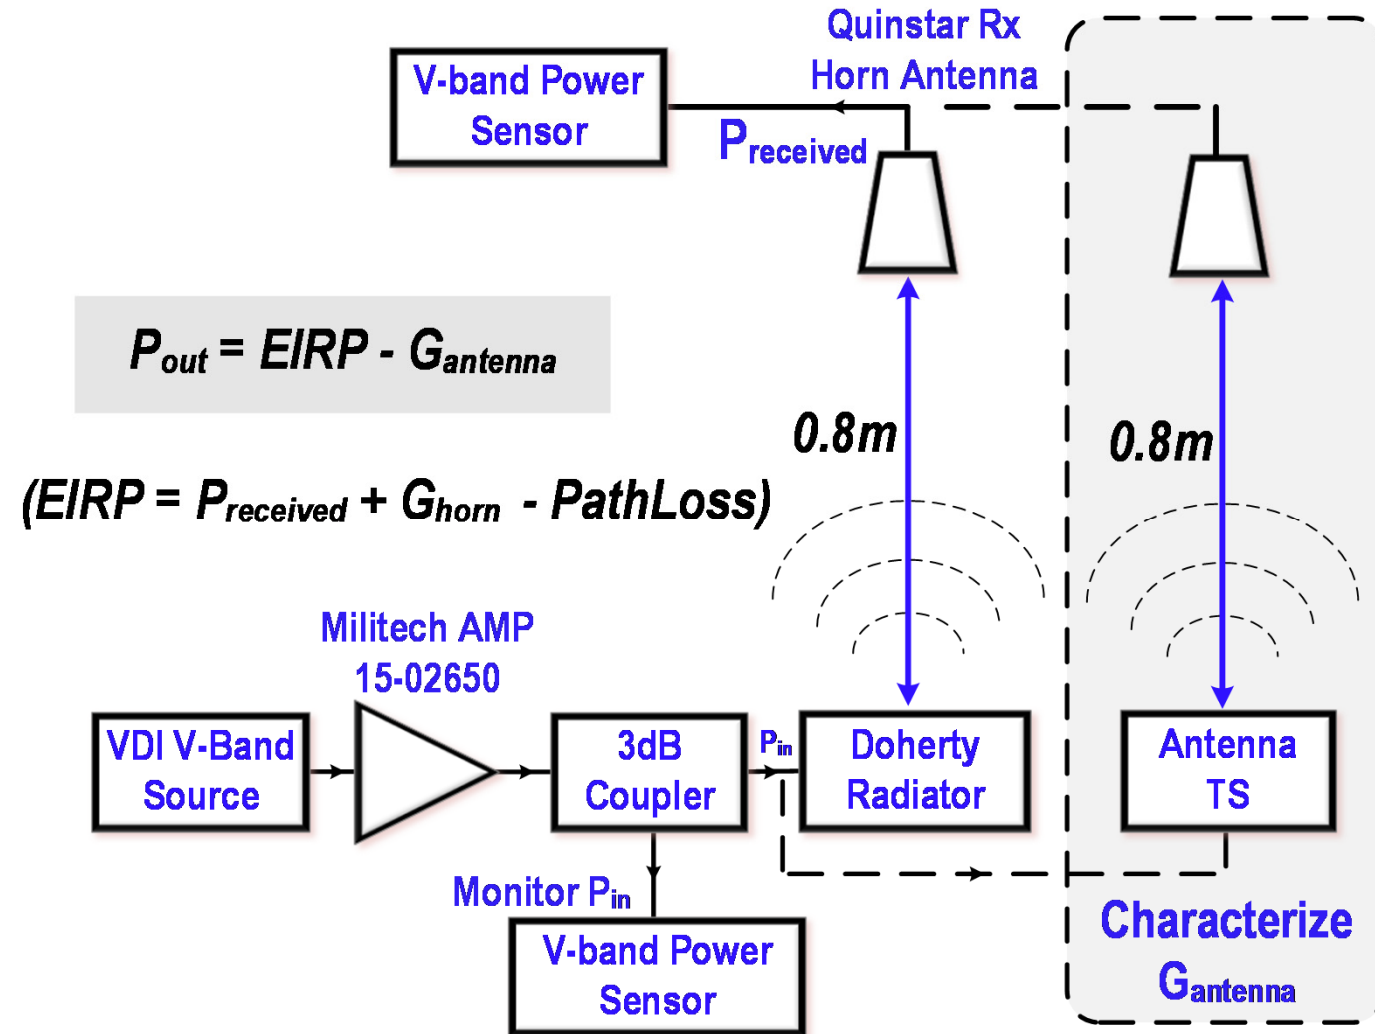 Quinstar Rx
Horn Antenna
V-band Power
Sensor
Preceived
Pout = EIRP - Gantenna
0.8m
0.8m
(EIRP = Preceived + Ghorn - PathLoss)
Militech AMP
15-02650
VDI V-Band
Source
3dB
Coupler
Pin
Doherty
Radiator
Antenna
TS
Monitor Pin
V-band Power
Sensor
Characterize
Gantenna